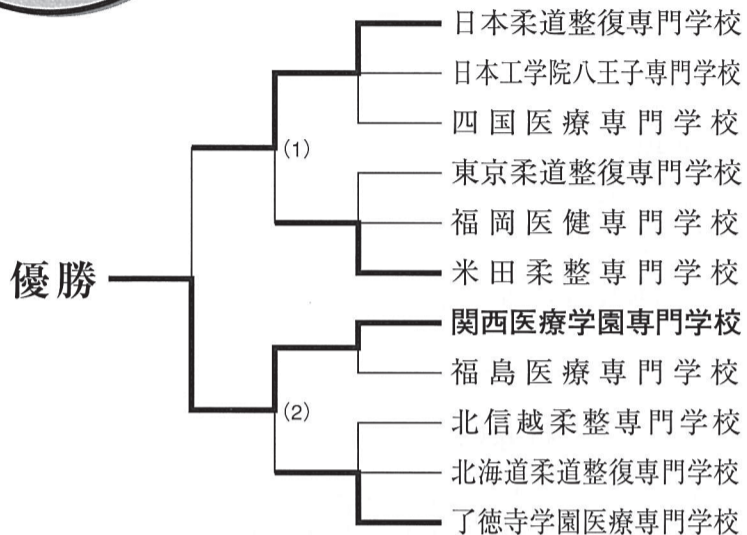 日本柔道整復専門学校
日本工学院八王子専門学校
四国医療専門学校
(1)
東京柔道整復専門学校
福岡医健専門学校
米田柔整専門学校
優勝
関西医療学園専門学校
福島医療専門学校
(2)
北信越柔整専門学校
北海道柔道整復専門学校
了徳寺学園医療専門学校